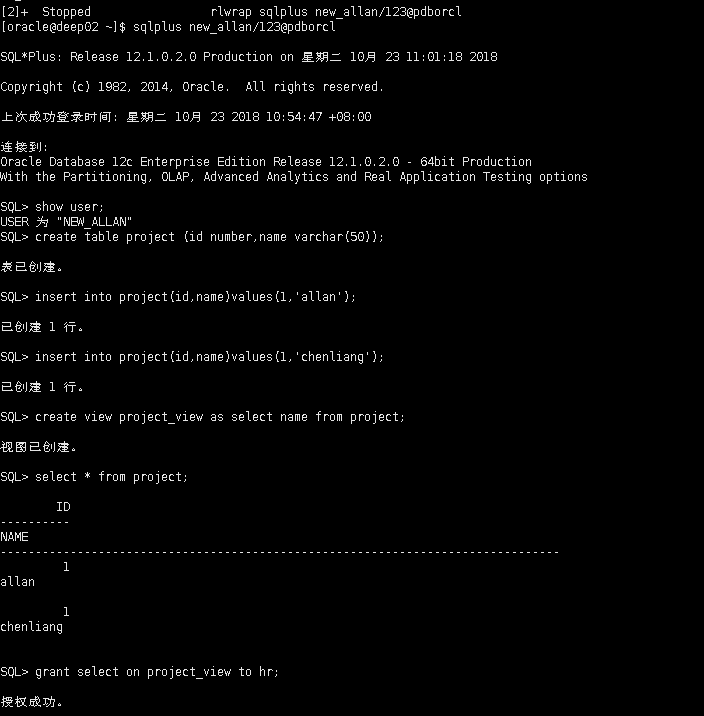 [2]+  Stopped                 rlwrap sqlplus new_allan/123@pdborcl
[oracle@deep02 ~]$ sqlplus new_allan/123@pdborcl
SQL*Plus: Release 12.1.0.2.0 Production on 星期二 10月 23 11:01:18 2018
Copyright (c) 1982, 2014, Oracle.  All rights reserved.
上次成功登录时间: 星期二 10月 23 2018 10:54:47 +08:00
连接到:
Oracle Database 12c Enterprise Edition Release 12.1.0.2.0 - 64bit Production
With the Partitioning, OLAP, Advanced Analytics and Real Application Testing options
SQL> show user;
USER 为 "NEW_ALLAN"
SQL> create table project (id number,name varchar(50));
表已创建。
SQL> insert into project(id,name)values(1,'allan');
已创建 1 行。
SQL> insert into project(id,name)values(1,'chenliang');
已创建 1 行。
SQL> create view project_view as select name from project;
视图已创建。
SQL> select * from project;
        ID
----------
NAME
--------------------------------------------------------------------------------
         1
allan
         1
chenliang
SQL> grant select on project_view to hr;
授权成功。